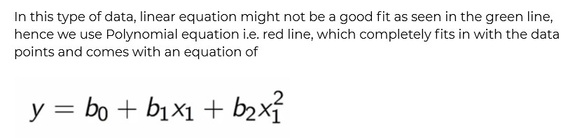 In this type of data, linear equation might not be a good fit as seen in the green line,
hence we use Polynomial equation i.e. red line, which completely fits in with the data
points and comes with an equation of
y = b₀ + b₁x₁ + b₂x₁²